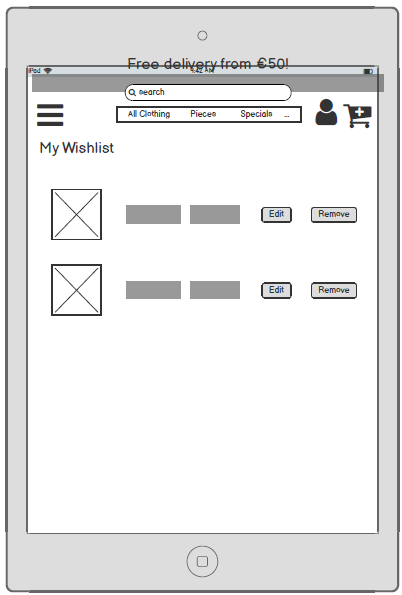 Free delivery from €50!
iPad 9:42 AM
search
All Clothing Pieces Specials ...
My Wishlist
Edit Remove
Edit Remove